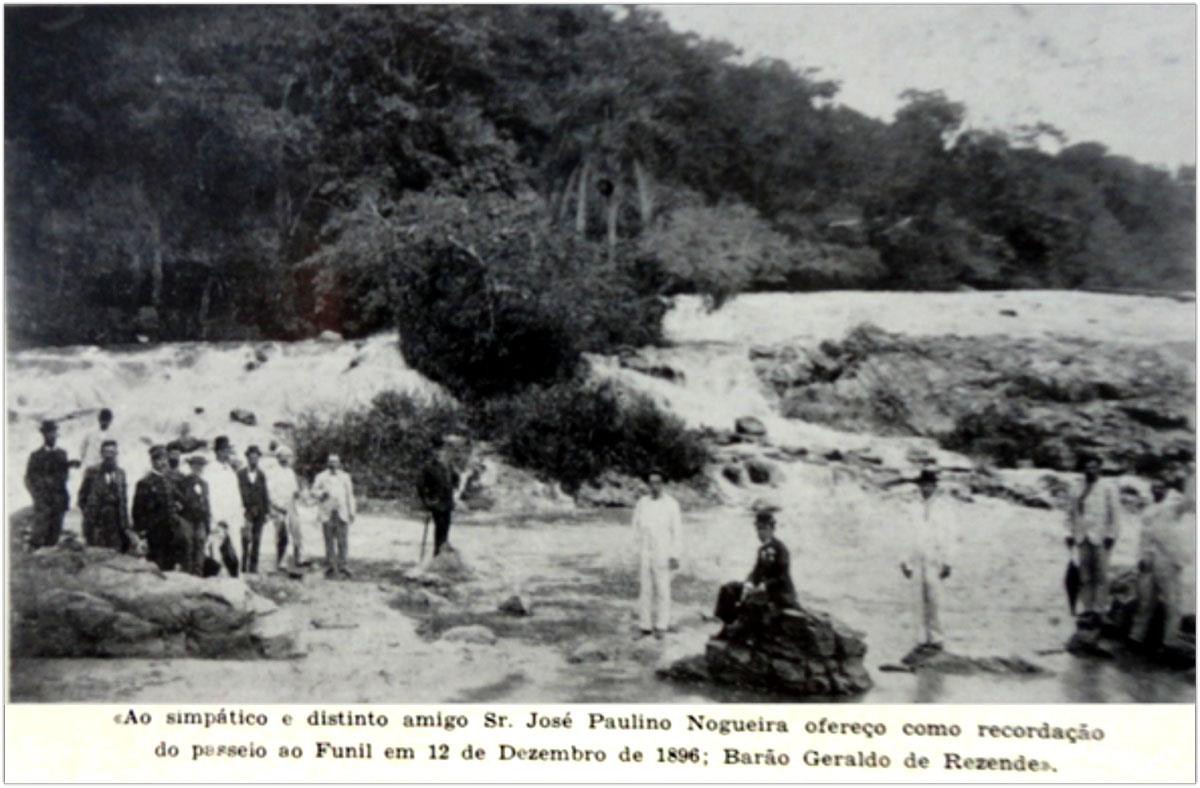 «Ao simpático e distinto amigo Sr. José Paulino Nogueira ofereço como recordação
do passeio ao Funil em 12 de Dezembro de 1896; Barão Geraldo de Rezende».